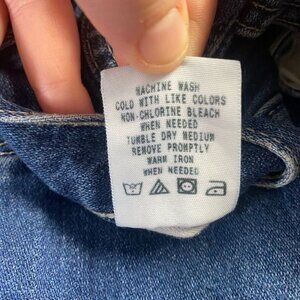 MACHINE WASH
COLD WITH LIKE COLORS
NON-CHLORINE BLEACH
WHEN NEEDED
TUMBLE DRY MEDIUM
REMOVE PROMPTLY
WARM IRON
WHEN NEEDED